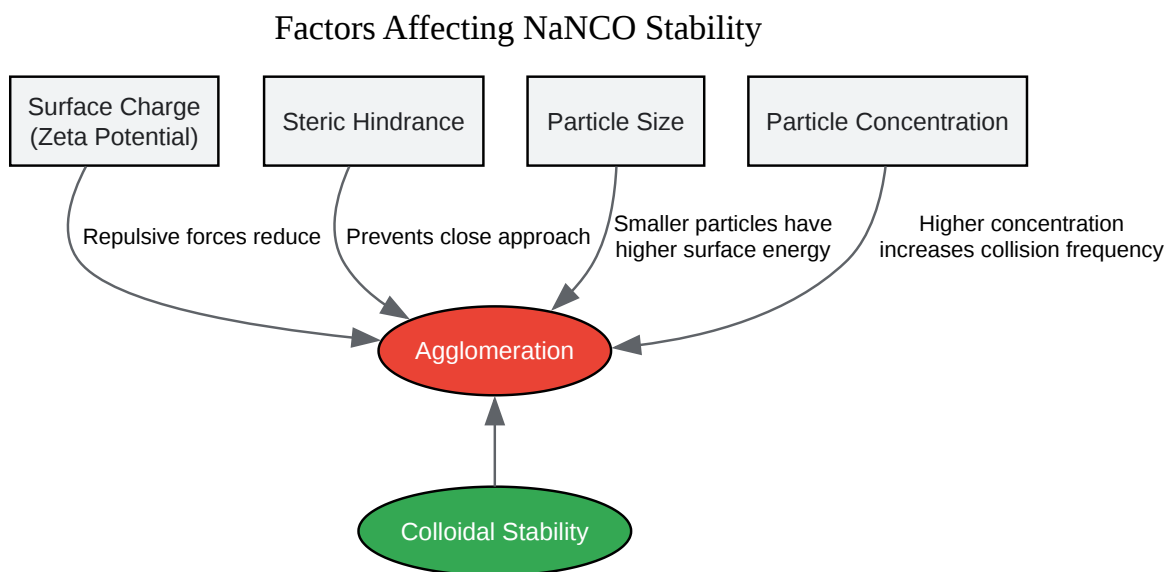 Factors Affecting NaNCO Stability
Surface Charge
(Zeta Potential)
Steric Hindrance
Particle Size
Particle Concentration
Repulsive forces reduce
Prevents close approach
Smaller particles have
higher surface energy
Higher concentration
increases collision frequency
Agglomeration
Colloidal Stability